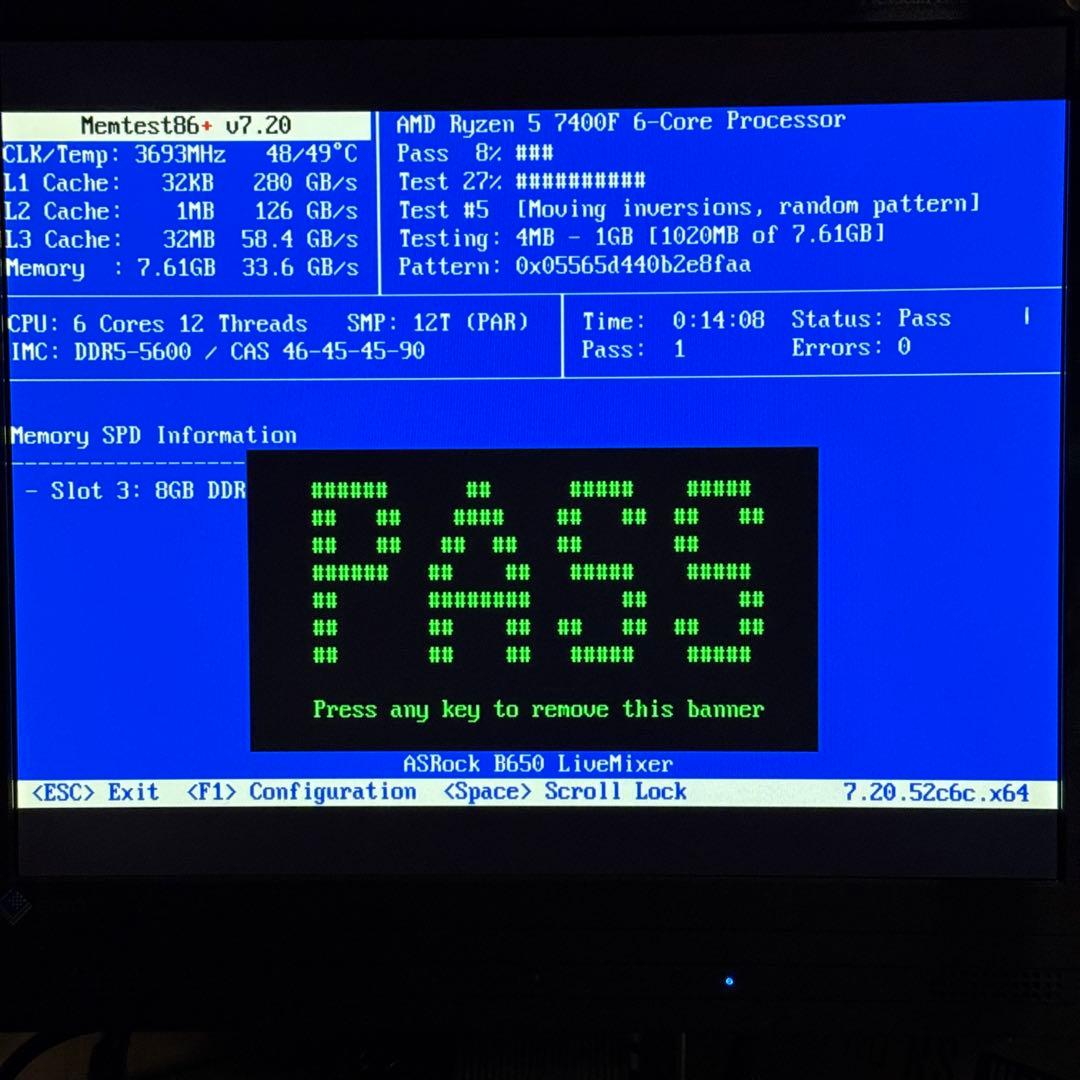 Memtest86+ v7.20
CLK/Temp: 3693MHz 48/49°C
L1 Cache: 32KB 280 GB/s
L2 Cache: 1MB 126 GB/s
L3 Cache: 32MB 58.4 GB/s
Memory : 7.61GB 33.6 GB/s
AMD Ryzen 5 7400F 6-Core Processor
Pass 8% ###
Test 27% ##########
Test #5 [Moving inversions, random pattern]
Testing: 4MB - 1GB [1020MB of 7.61GB]
Pattern: 0x05565d440b2e8faa
CPU: 6 Cores 12 Threads SMP: 12T (PAR)
IMC: DDR5-5600 / CAS 46-45-45-90
Time: 0:14:08 Status: Pass |
Pass: 1 Errors: 0
Memory SPD Information
----------------------
- Slot 3: 8GB DDR
PASS
Press any key to remove this banner
ASRock B650 LiveMixer
<ESC> Exit <F1> Configuration <Space> Scroll Lock 7.20.52c6c.x64